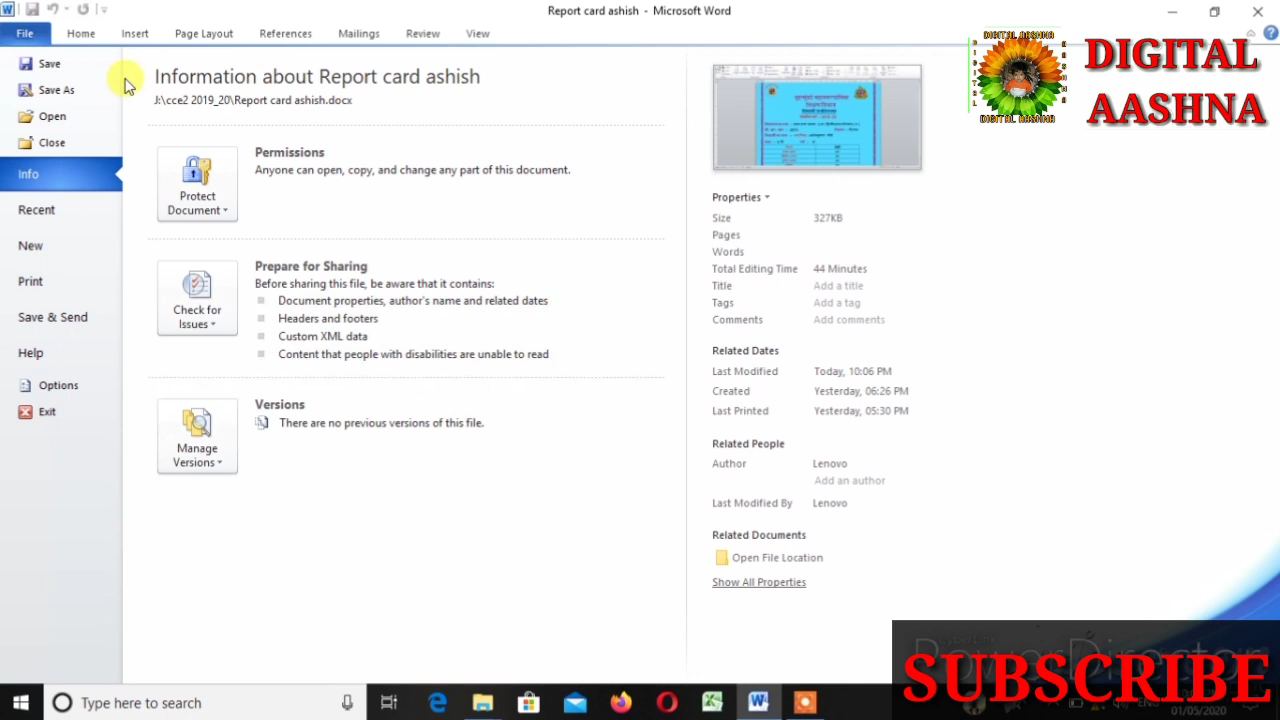 Report card ashish - Microsoft Word
File Home Insert Page Layout References Mailings Review View
Save
Save As
Open
Close
Info
Recent
New
Print
Save & Send
Help
Options
Exit
Information about Report card ashish
J:\cce2 2019_20\Report card ashish.docx
Protect
Document
Permissions
Anyone can open, copy, and change any part of this document.
Check for
Issues
Prepare for Sharing
Before sharing this file, be aware that it contains:
Document properties, author's name and related dates
Headers and footers
Custom XML data
Content that people with disabilities are unable to read
Manage
Versions
Versions
There are no previous versions of this file.
Properties
Size 327KB
Pages
Words
Total Editing Time 44 Minutes
Title Add a title
Tags Add a tag
Comments Add comments
Related Dates
Last Modified Today, 10:06 PM
Created Yesterday, 06:26 PM
Last Printed Yesterday, 05:30 PM
Related People
Author Lenovo
Add an author
Last Modified By Lenovo
Related Documents
Open File Location
Show All Properties
DIGITAL AASHNA
DIGITAL AASHNA
DIGITAL
AASHNA
PowerDirector
SUBSCRIBE
Type here to search
01/05/2020